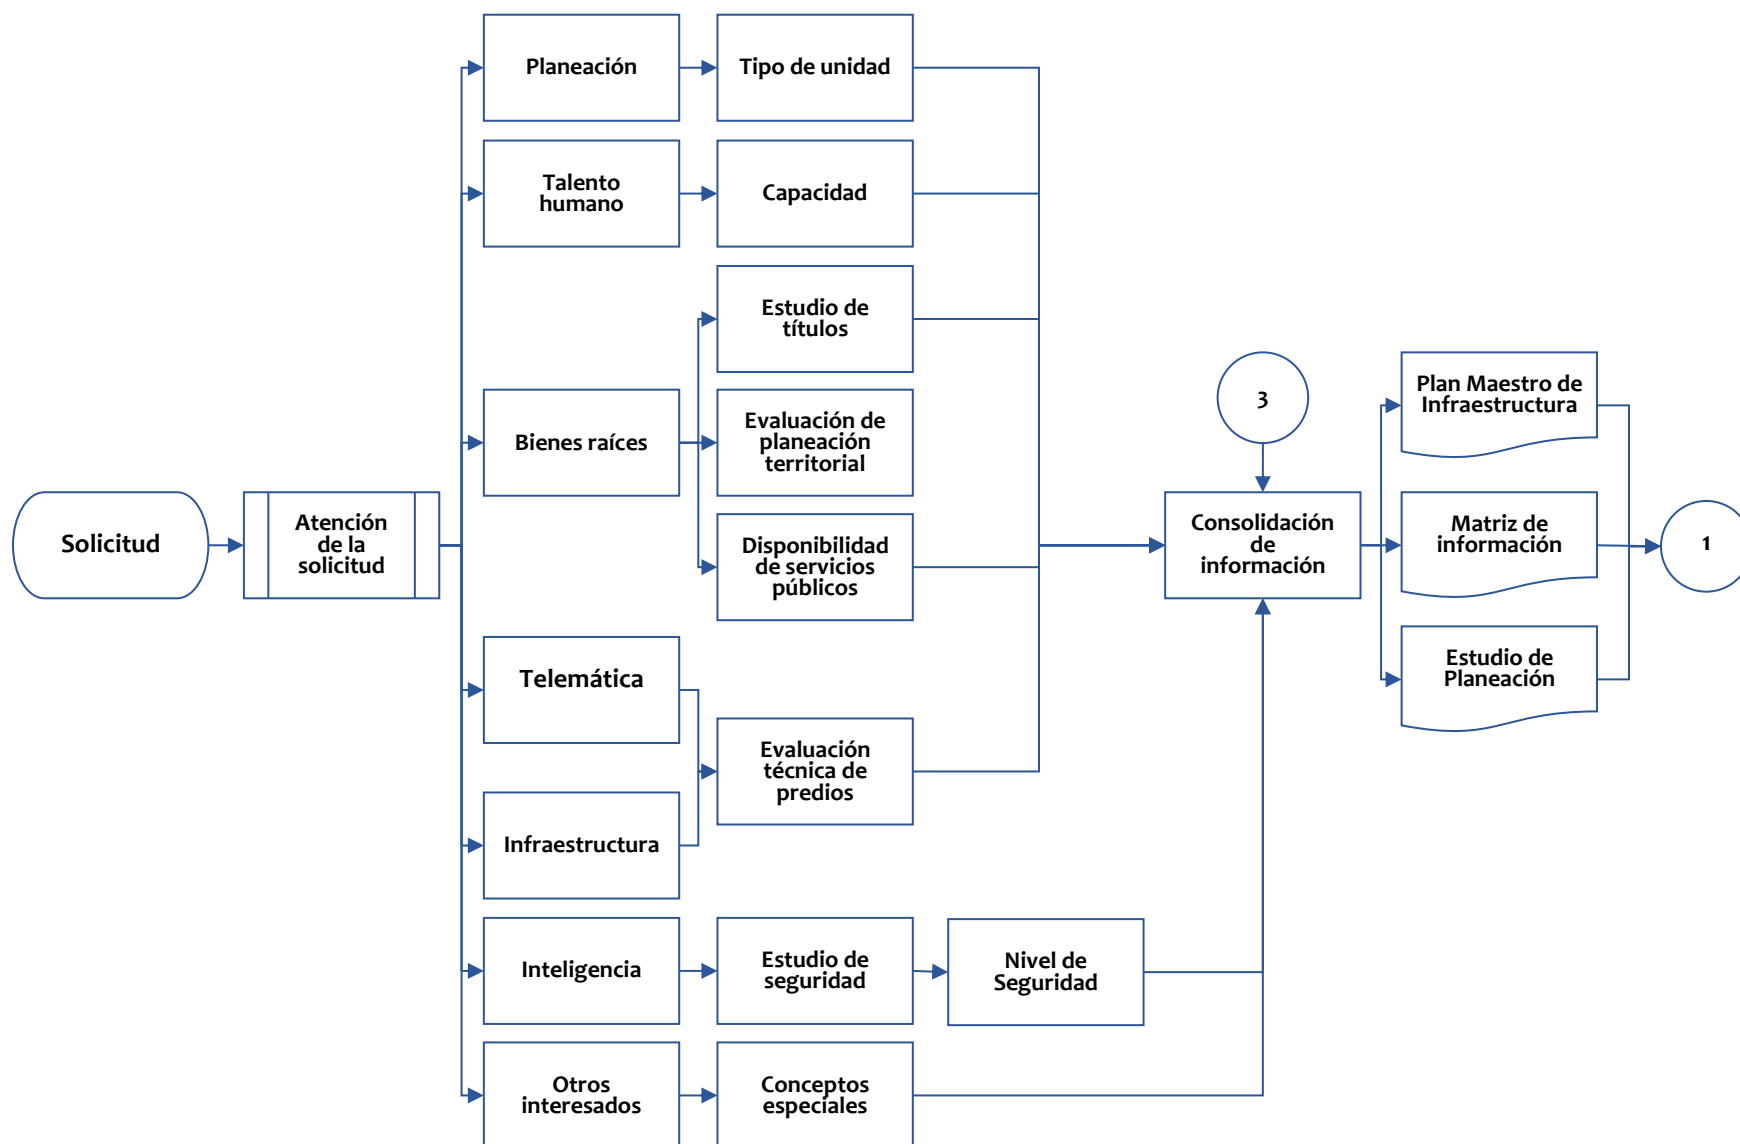 Planeación
Tipo de unidad
Talento
humano
Capacidad
Estudio de
títulos
Bienes raíces
Evaluación de
planeación
territorial
Disponibilidad
de servicios
públicos
Solicitud
Atención
de la
solicitud
Telemática
Infraestructura
Evaluación
técnica de
predios
Inteligencia
Estudio de
seguridad
Nivel de
Seguridad
Otros
interesados
Conceptos
especiales
3
Consolidación
de
información
Plan Maestro de
Infraestructura
Matriz de
información
Estudio de
Planeación
1